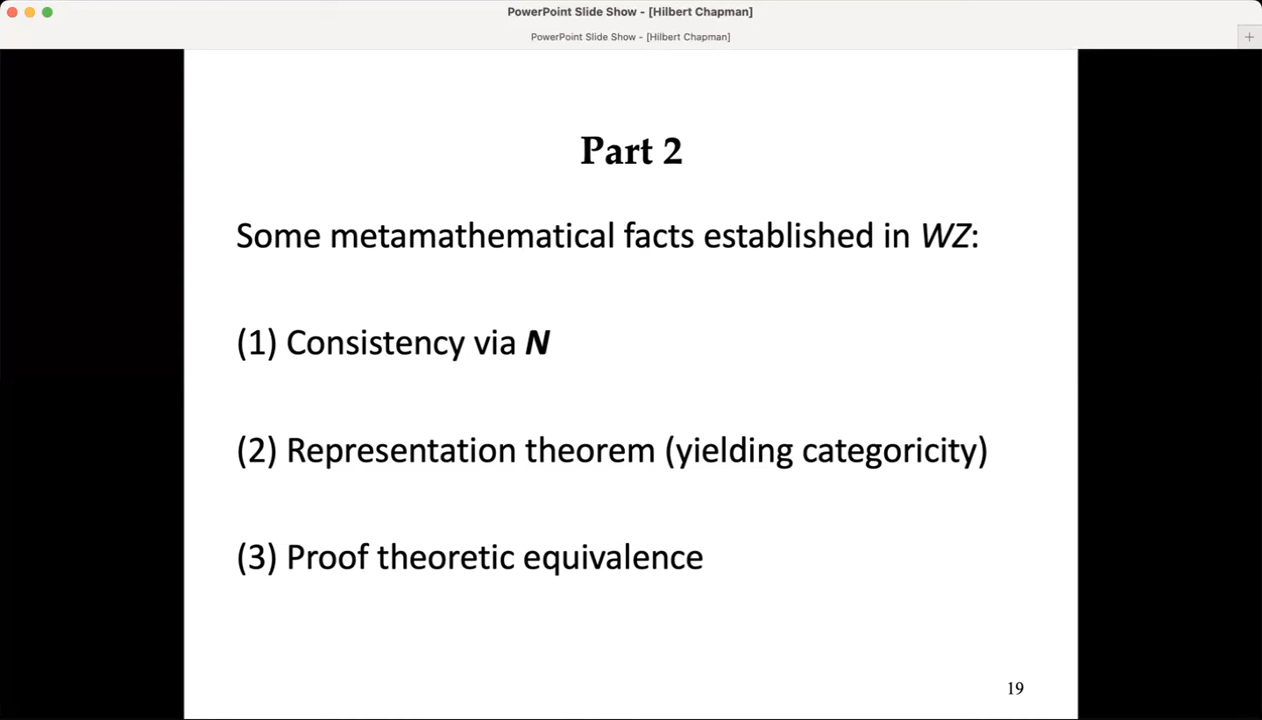 PowerPoint Slide Show - [Hilbert Chapman]
PowerPoint Slide Show - [Hilbert Chapman]
Part 2
Some metamathematical facts established in WZ:
(1) Consistency via N
(2) Representation theorem (yielding categoricity)
(3) Proof theoretic equivalence
19